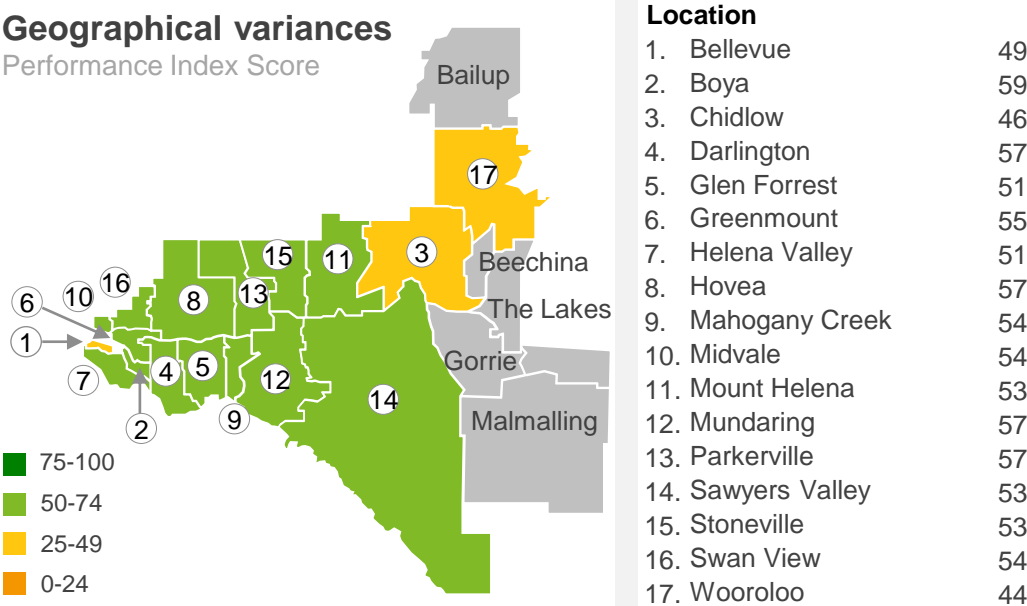 Geographical variances
Performance Index Score
Bailup
17
15
11
3
Beechina
16
10
8
13
The Lakes
6
1
Gorrie
7
4
5
12
14
9
2
Malmalling
75-100
50-74
25-49
0-24
Location
1. Bellevue 49
2. Boya 59
3. Chidlow 46
4. Darlington 57
5. Glen Forrest 51
6. Greenmount 55
7. Helena Valley 51
8. Hovea 57
9. Mahogany Creek 54
10. Midvale 54
11. Mount Helena 53
12. Mundaring 57
13. Parkerville 57
14. Sawyers Valley 53
15. Stoneville 53
16. Swan View 54
17. Wooroloo 44